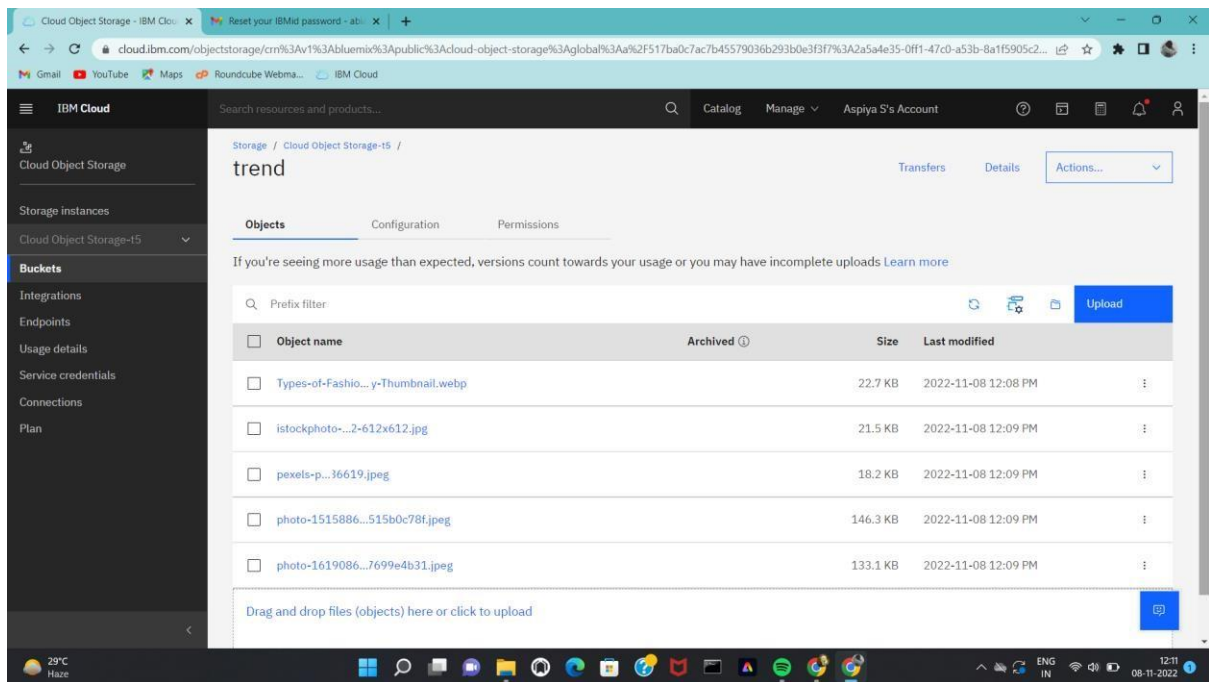 Cloud Object Storage - IBM Clou
Reset your IBMid password - abi
cloud.ibm.com/objectstorage/crn%3Av1%3Abluemix%3Apublic%3Acloud-object-storage%3Aglobal%3Aa%2F517ba0c7ac7b45579036b293b0e3f3f7%3A2a5a4e35-0ff1-47c0-a53b-8a1f5905c2...
Gmail YouTube Maps Roundcube Webma... IBM Cloud
IBM Cloud Search resources and products... Catalog Manage Aspiya S's Account
Cloud Object Storage
Storage instances
Cloud Object Storage-t5
Buckets
Integrations
Endpoints
Usage details
Service credentials
Connections
Plan
Storage / Cloud Object Storage-t5 /
trend
Transfers Details Actions...
Objects Configuration Permissions
If you're seeing more usage than expected, versions count towards your usage or you may have incomplete uploads Learn more
Prefix filter Upload
Object name Archived Size Last modified
Types-of-Fashio... y-Thumbnail.webp 22.7 KB 2022-11-08 12:08 PM
istockphoto-...2-612x612.jpg 21.5 KB 2022-11-08 12:09 PM
pexels-p...36619.jpeg 18.2 KB 2022-11-08 12:09 PM
photo-1515886...515b0c78f.jpeg 146.3 KB 2022-11-08 12:09 PM
photo-1619086...7699e4b31.jpeg 133.1 KB 2022-11-08 12:09 PM
Drag and drop files (objects) here or click to upload
29°C
Haze
ENG
IN
12:11
08-11-2022
1